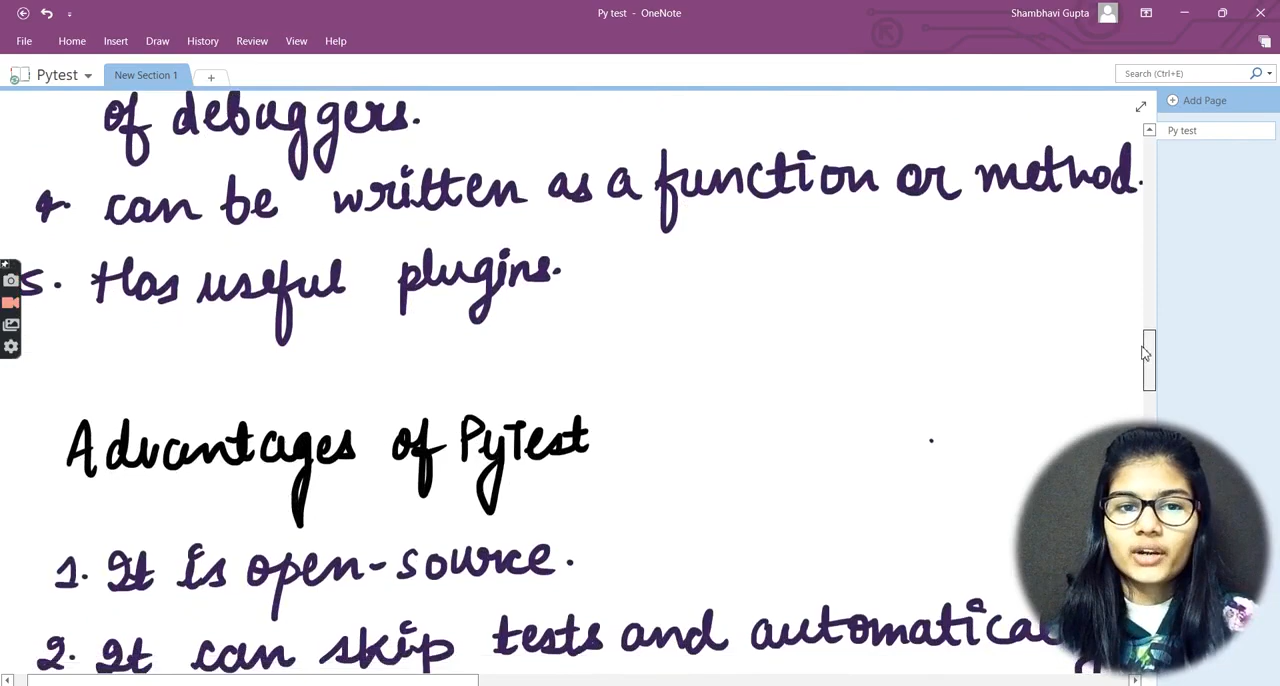 Py test - OneNote
Shambhavi Gupta
File Home Insert Draw History Review View Help
Pytest
New Section 1
+
Search (Ctrl+E)
Add Page
Py test
of debuggers.
4. can be written as a function or method.
5. Has useful plugins.
Advantages of PyTest
1. It is open-source.
2. It can skip tests and